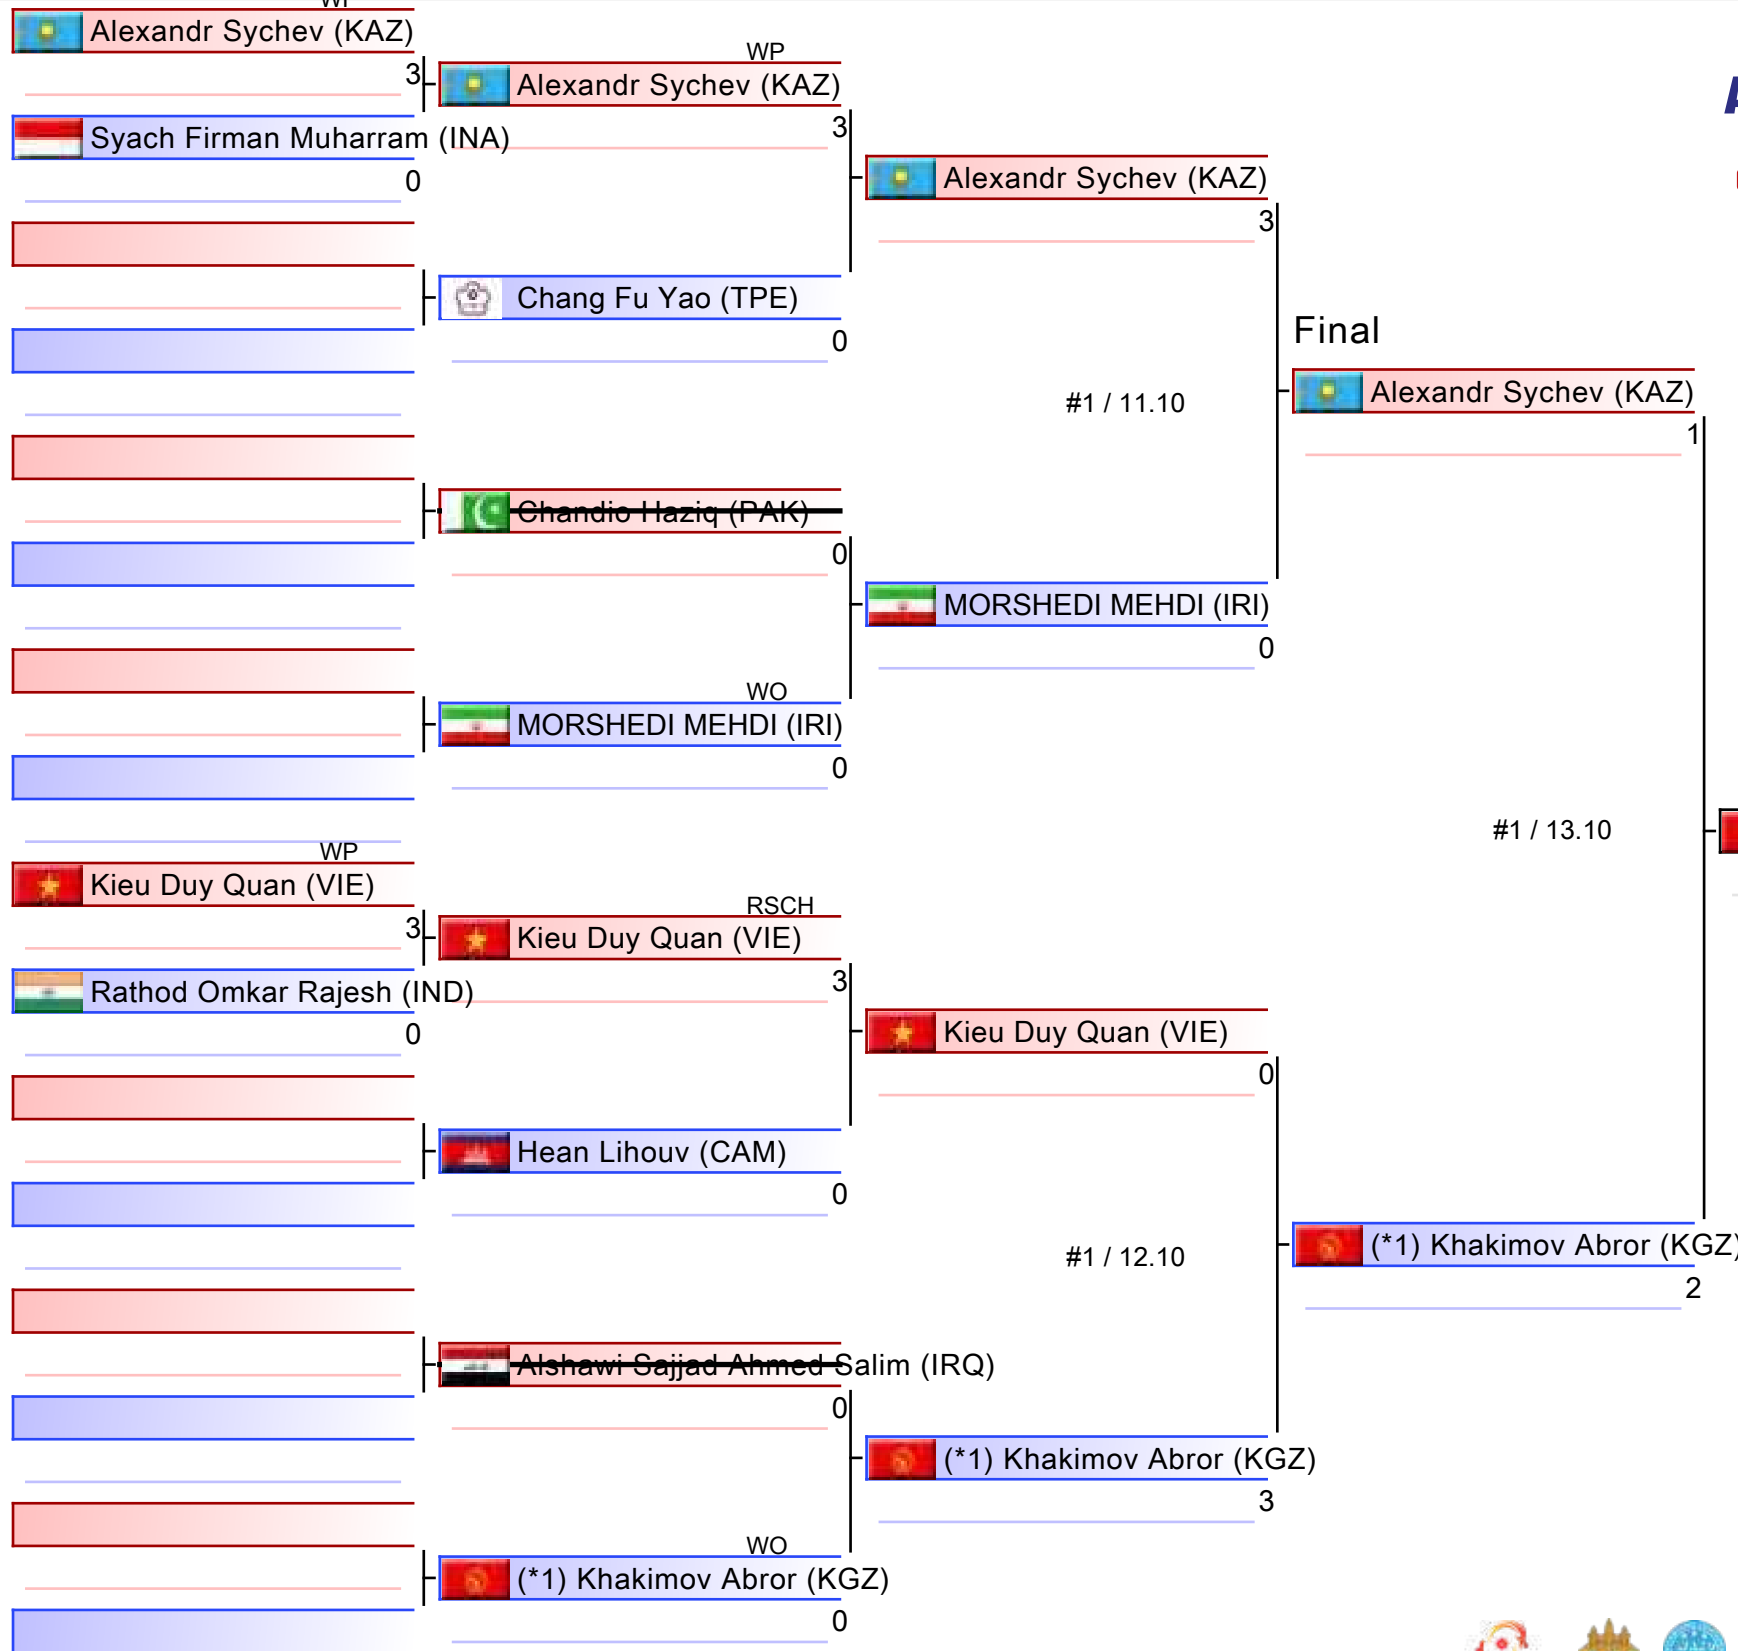 WP
Alexandr Sychev (KAZ)
3
Syach Firman Muharram (INA)
0
WP
Kieu Duy Quan (VIE)
3
Rathod Omkar Rajesh (IND)
0
WP
Alexandr Sychev (KAZ)
3
Chang Fu Yao (TPE)
0
Chandio Haziq (PAK)
0
WO
MORSHEDI MEHDI (IRI)
0
RSCH
Kieu Duy Quan (VIE)
3
Hean Lihouv (CAM)
0
Alshawi Sajjad Ahmed Salim (IRQ)
0
WO
(*1) Khakimov Abror (KGZ)
0
Alexandr Sychev (KAZ)
3
#1 / 11.10
MORSHEDI MEHDI (IRI)
0
Kieu Duy Quan (VIE)
0
#1 / 12.10
(*1) Khakimov Abror (KGZ)
3
Final
Alexandr Sychev (KAZ)
1
#1 / 13.10
(*1) Khakimov Abror (KGZ)
2